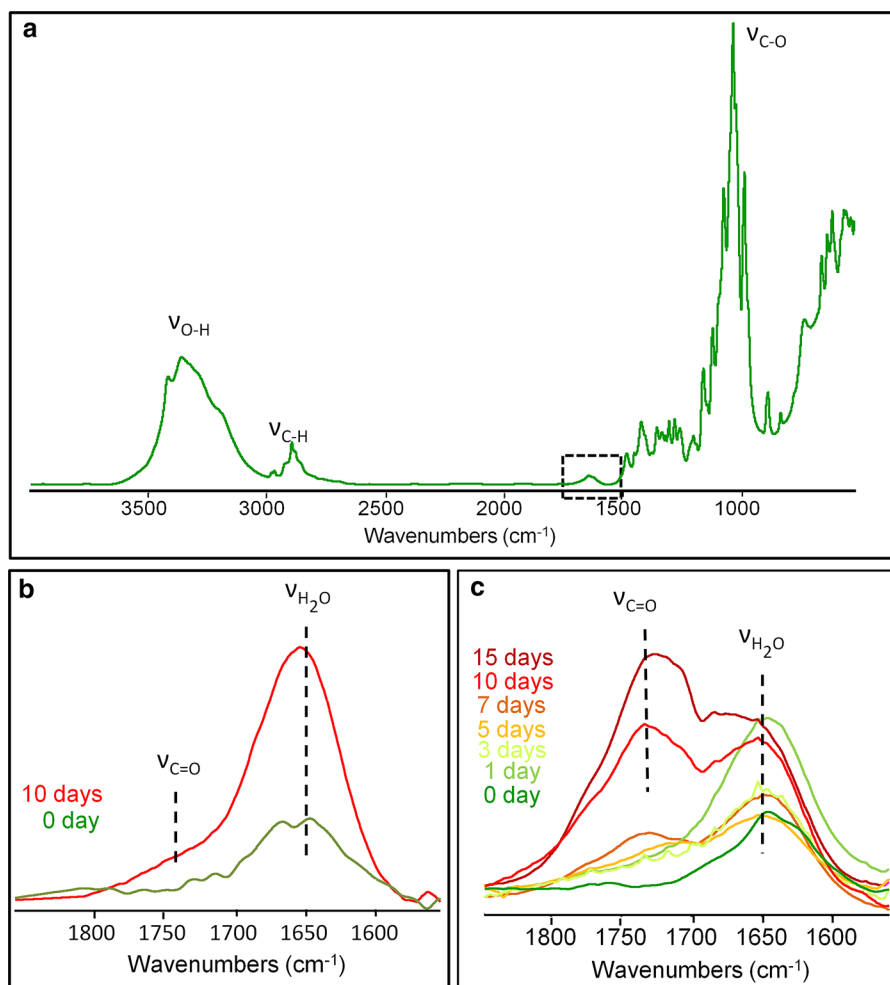 a
νC-O
νO-H
νC-H
3500 3000 2500 2000 1500 1000
Wavenumbers (cm⁻¹)
b
νH₂O
νC=O
10 days
0 day
1800 1750 1700 1650 1600
Wavenumbers (cm⁻¹)
c
νC=O
νH₂O
15 days
10 days
7 days
5 days
3 days
1 day
0 day
1800 1750 1700 1650 1600
Wavenumbers (cm⁻¹)